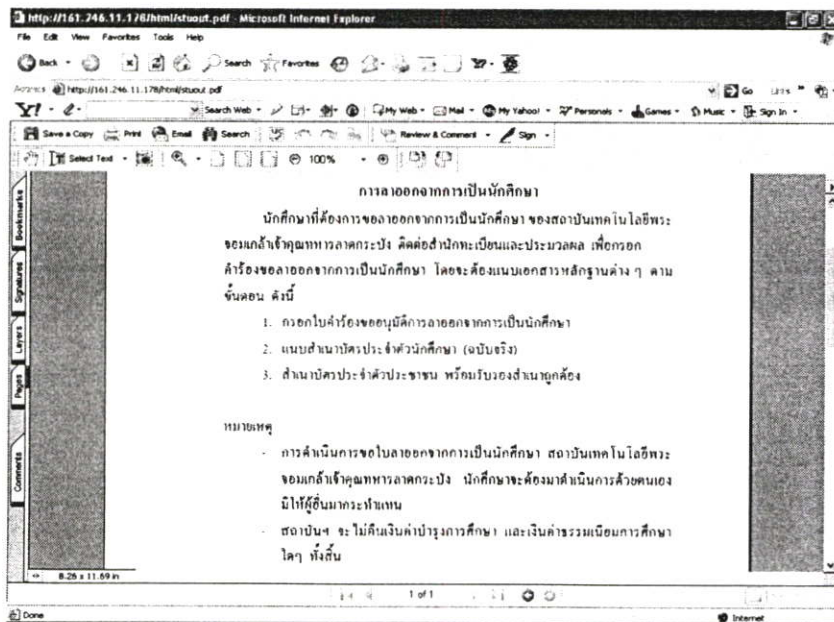 http://161.246.11.178/html/stuout.pdf - Microsoft Internet Explorer
File Edit View Favorites Tools Help
Back Search Favorites
Address http://161.246.11.178/html/stuout.pdf Go Links »
Y! Search Web My Web Mail My Yahoo! Personals Games Music Sign In
Save a Copy Print Email Search Review & Comment Sign
Select Text 100%
Bookmarks
Signatures
Layers
Pages
Comments
การลาออกจากการเป็นนักศึกษา
นักศึกษาที่ต้องการขอลาออกจากการเป็นนักศึกษา ของสถาบันเทคโนโลยีพระ
จอมเกล้าเจ้าคุณทหารลาดกระบัง ติดต่อสำนักทะเบียนและประมวลผล เพื่อกรอก
คำร้องขอลาออกจากการเป็นนักศึกษา โดยจะต้องแนบเอกสารหลักฐานต่าง ๆ ตาม
ขั้นตอน ดังนี้
1. กรอกใบคำร้องขออนุมัติการลาออกจากการเป็นนักศึกษา
2. แนบสำเนาบัตรประจำตัวนักศึกษา (ฉบับจริง)
3. สำเนาบัตรประจำตัวประชาชน พร้อมรับรองสำเนาถูกต้อง
หมายเหตุ
- การดำเนินการขอใบลาออกจากการเป็นนักศึกษา สถาบันเทคโนโลยีพระ
จอมเกล้าเจ้าคุณทหารลาดกระบัง นักศึกษาจะต้องมาดำเนินการด้วยตนเอง
มิให้ผู้อื่นมากระทำแทน
- สถาบันฯ จะไม่คืนเงินค่าบำรุงการศึกษา และเงินค่าธรรมเนียมการศึกษา
ใดๆ ทั้งสิ้น
8.26 x 11.69 in
1 of 1
Done Internet